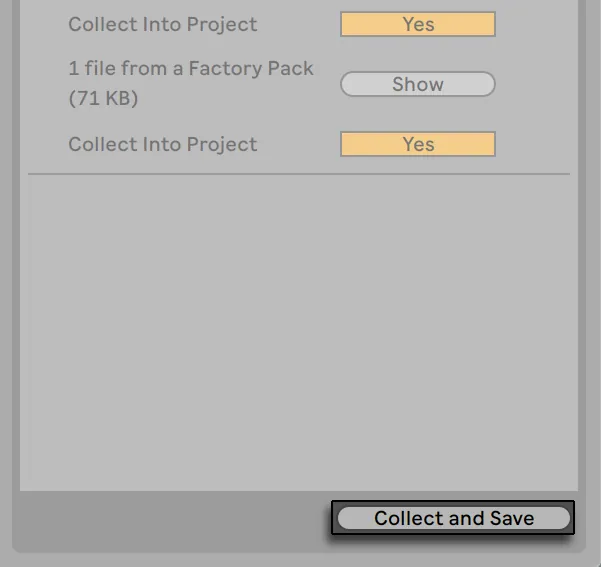 Collect Into Project Yes
1 file from a Factory Pack
(71 KB)
Show
Collect Into Project Yes
Collect and Save